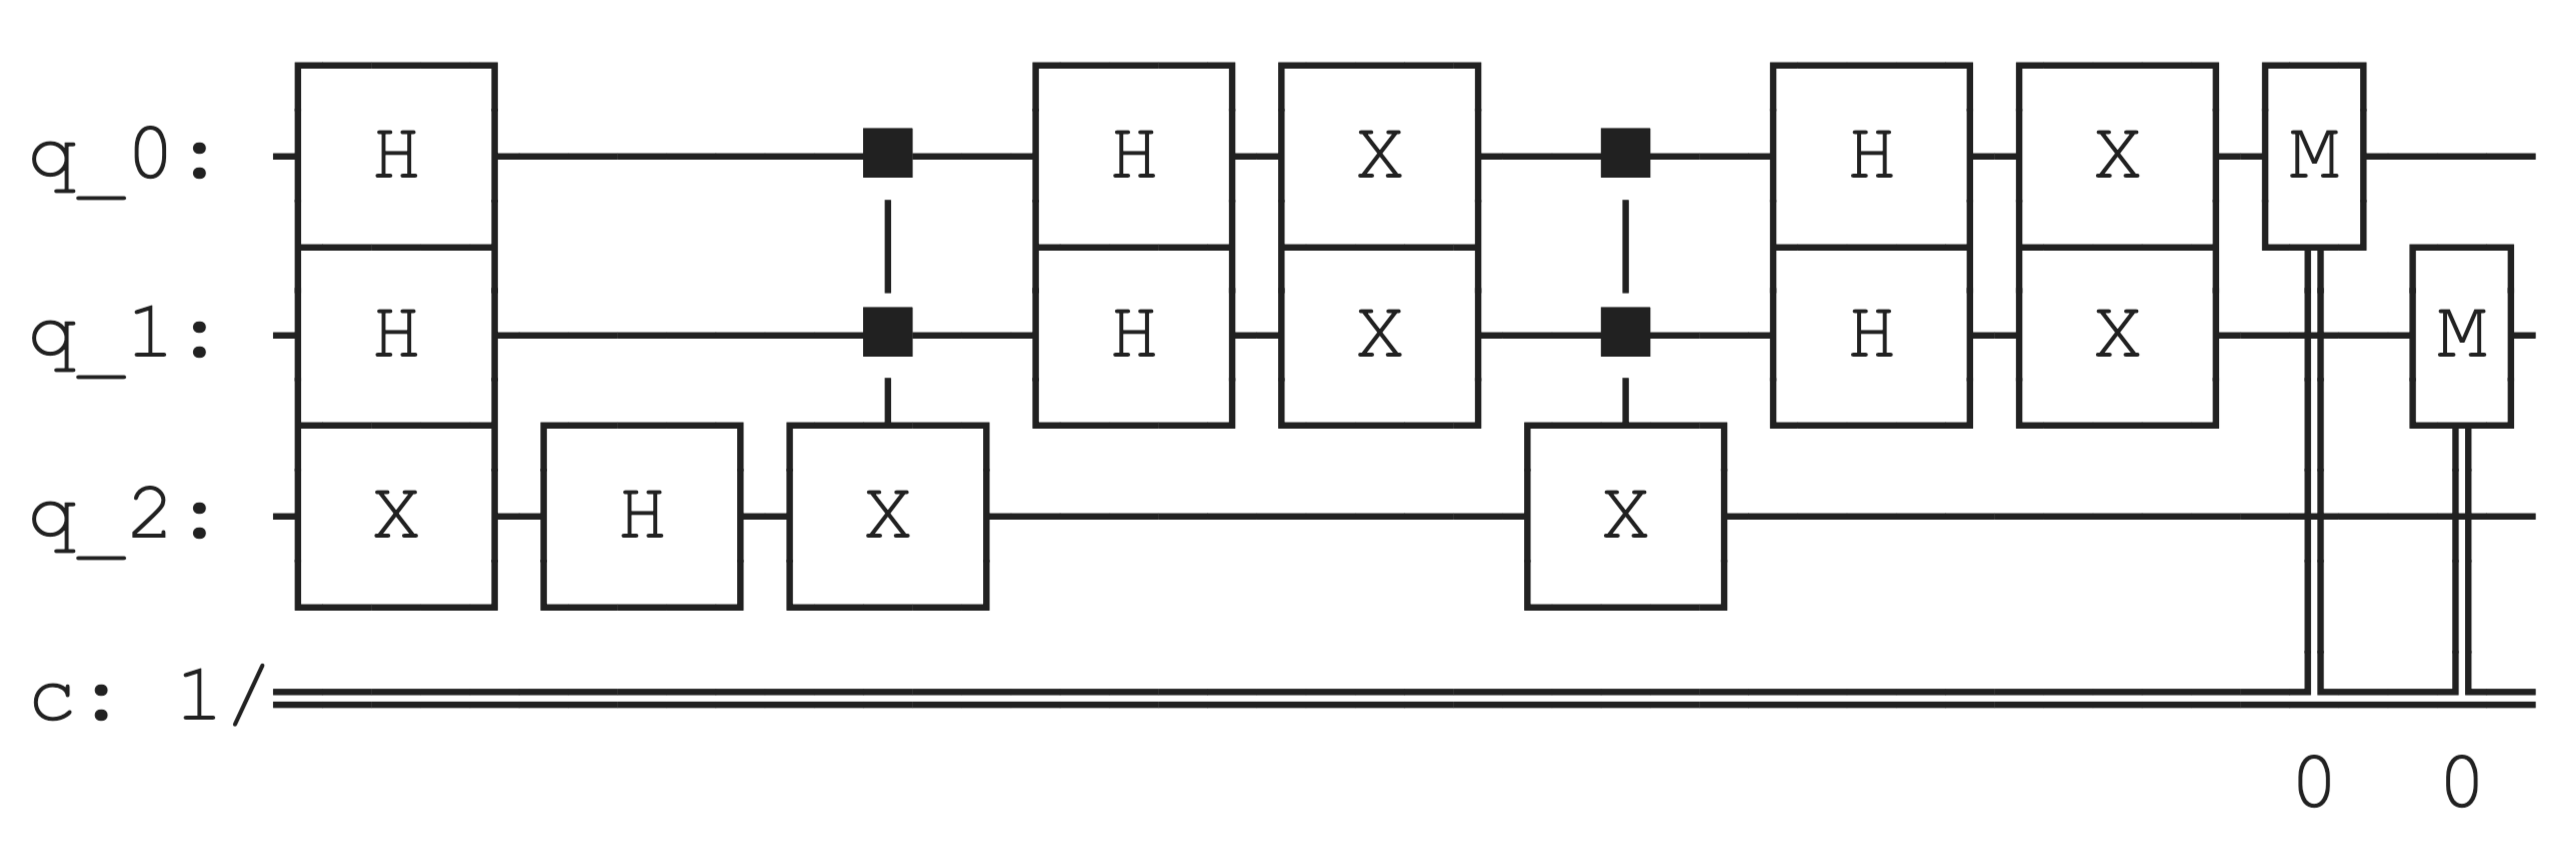 q_0: H H X H X M
q_1: H H X H X M
q_2: X H X X
c: 1/
0 0